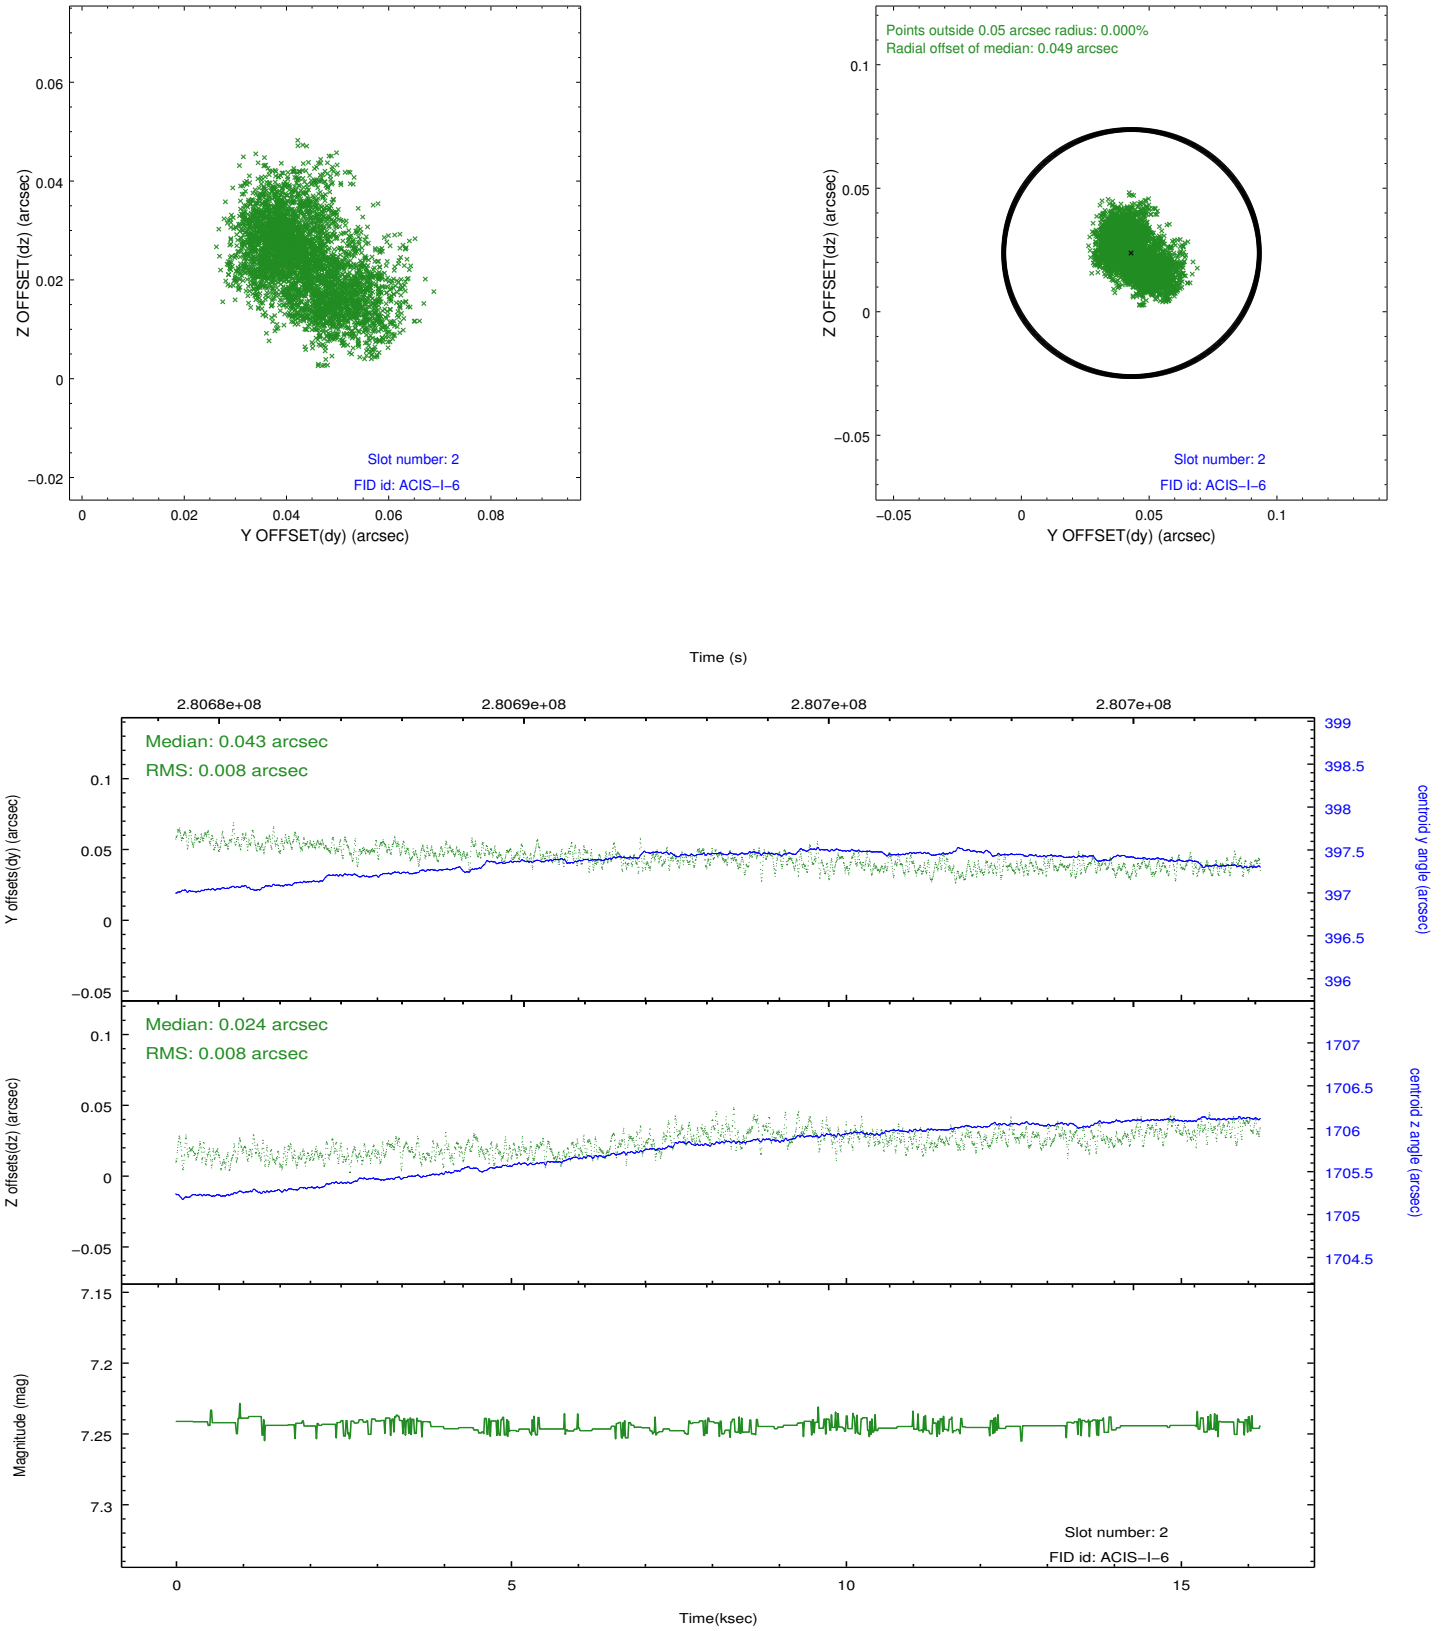 0.06
0.04
0.02
0
−0.02
Z OFFSET(dz) (arcsec)
Slot number: 2
FID id: ACIS−I−6
0
0.02
0.04
0.06
0.08
Y OFFSET(dy) (arcsec)
Points outside 0.05 arcsec radius: 0.000%
Radial offset of median: 0.049 arcsec
0.1
0.05
0
−0.05
Z OFFSET(dz) (arcsec)
Slot number: 2
FID id: ACIS−I−6
−0.05
0
0.05
0.1
Y OFFSET(dy) (arcsec)
Time (s)
2.8068e+08
2.8069e+08
2.807e+08
2.807e+08
Median: 0.043 arcsec
RMS: 0.008 arcsec
0.1
0.05
0
−0.05
Y offsets(dy) (arcsec)
399
398.5
398
397.5
397
396.5
396
centroid y angle (arcsec)
Median: 0.024 arcsec
RMS: 0.008 arcsec
0.1
0.05
0
−0.05
Z offsets(dz) (arcsec)
1707
1706.5
1706
1705.5
1705
1704.5
centroid z angle (arcsec)
7.15
7.2
7.25
7.3
Magnitude (mag)
Slot number: 2
FID id: ACIS−I−6
0
5
10
15
Time(ksec)